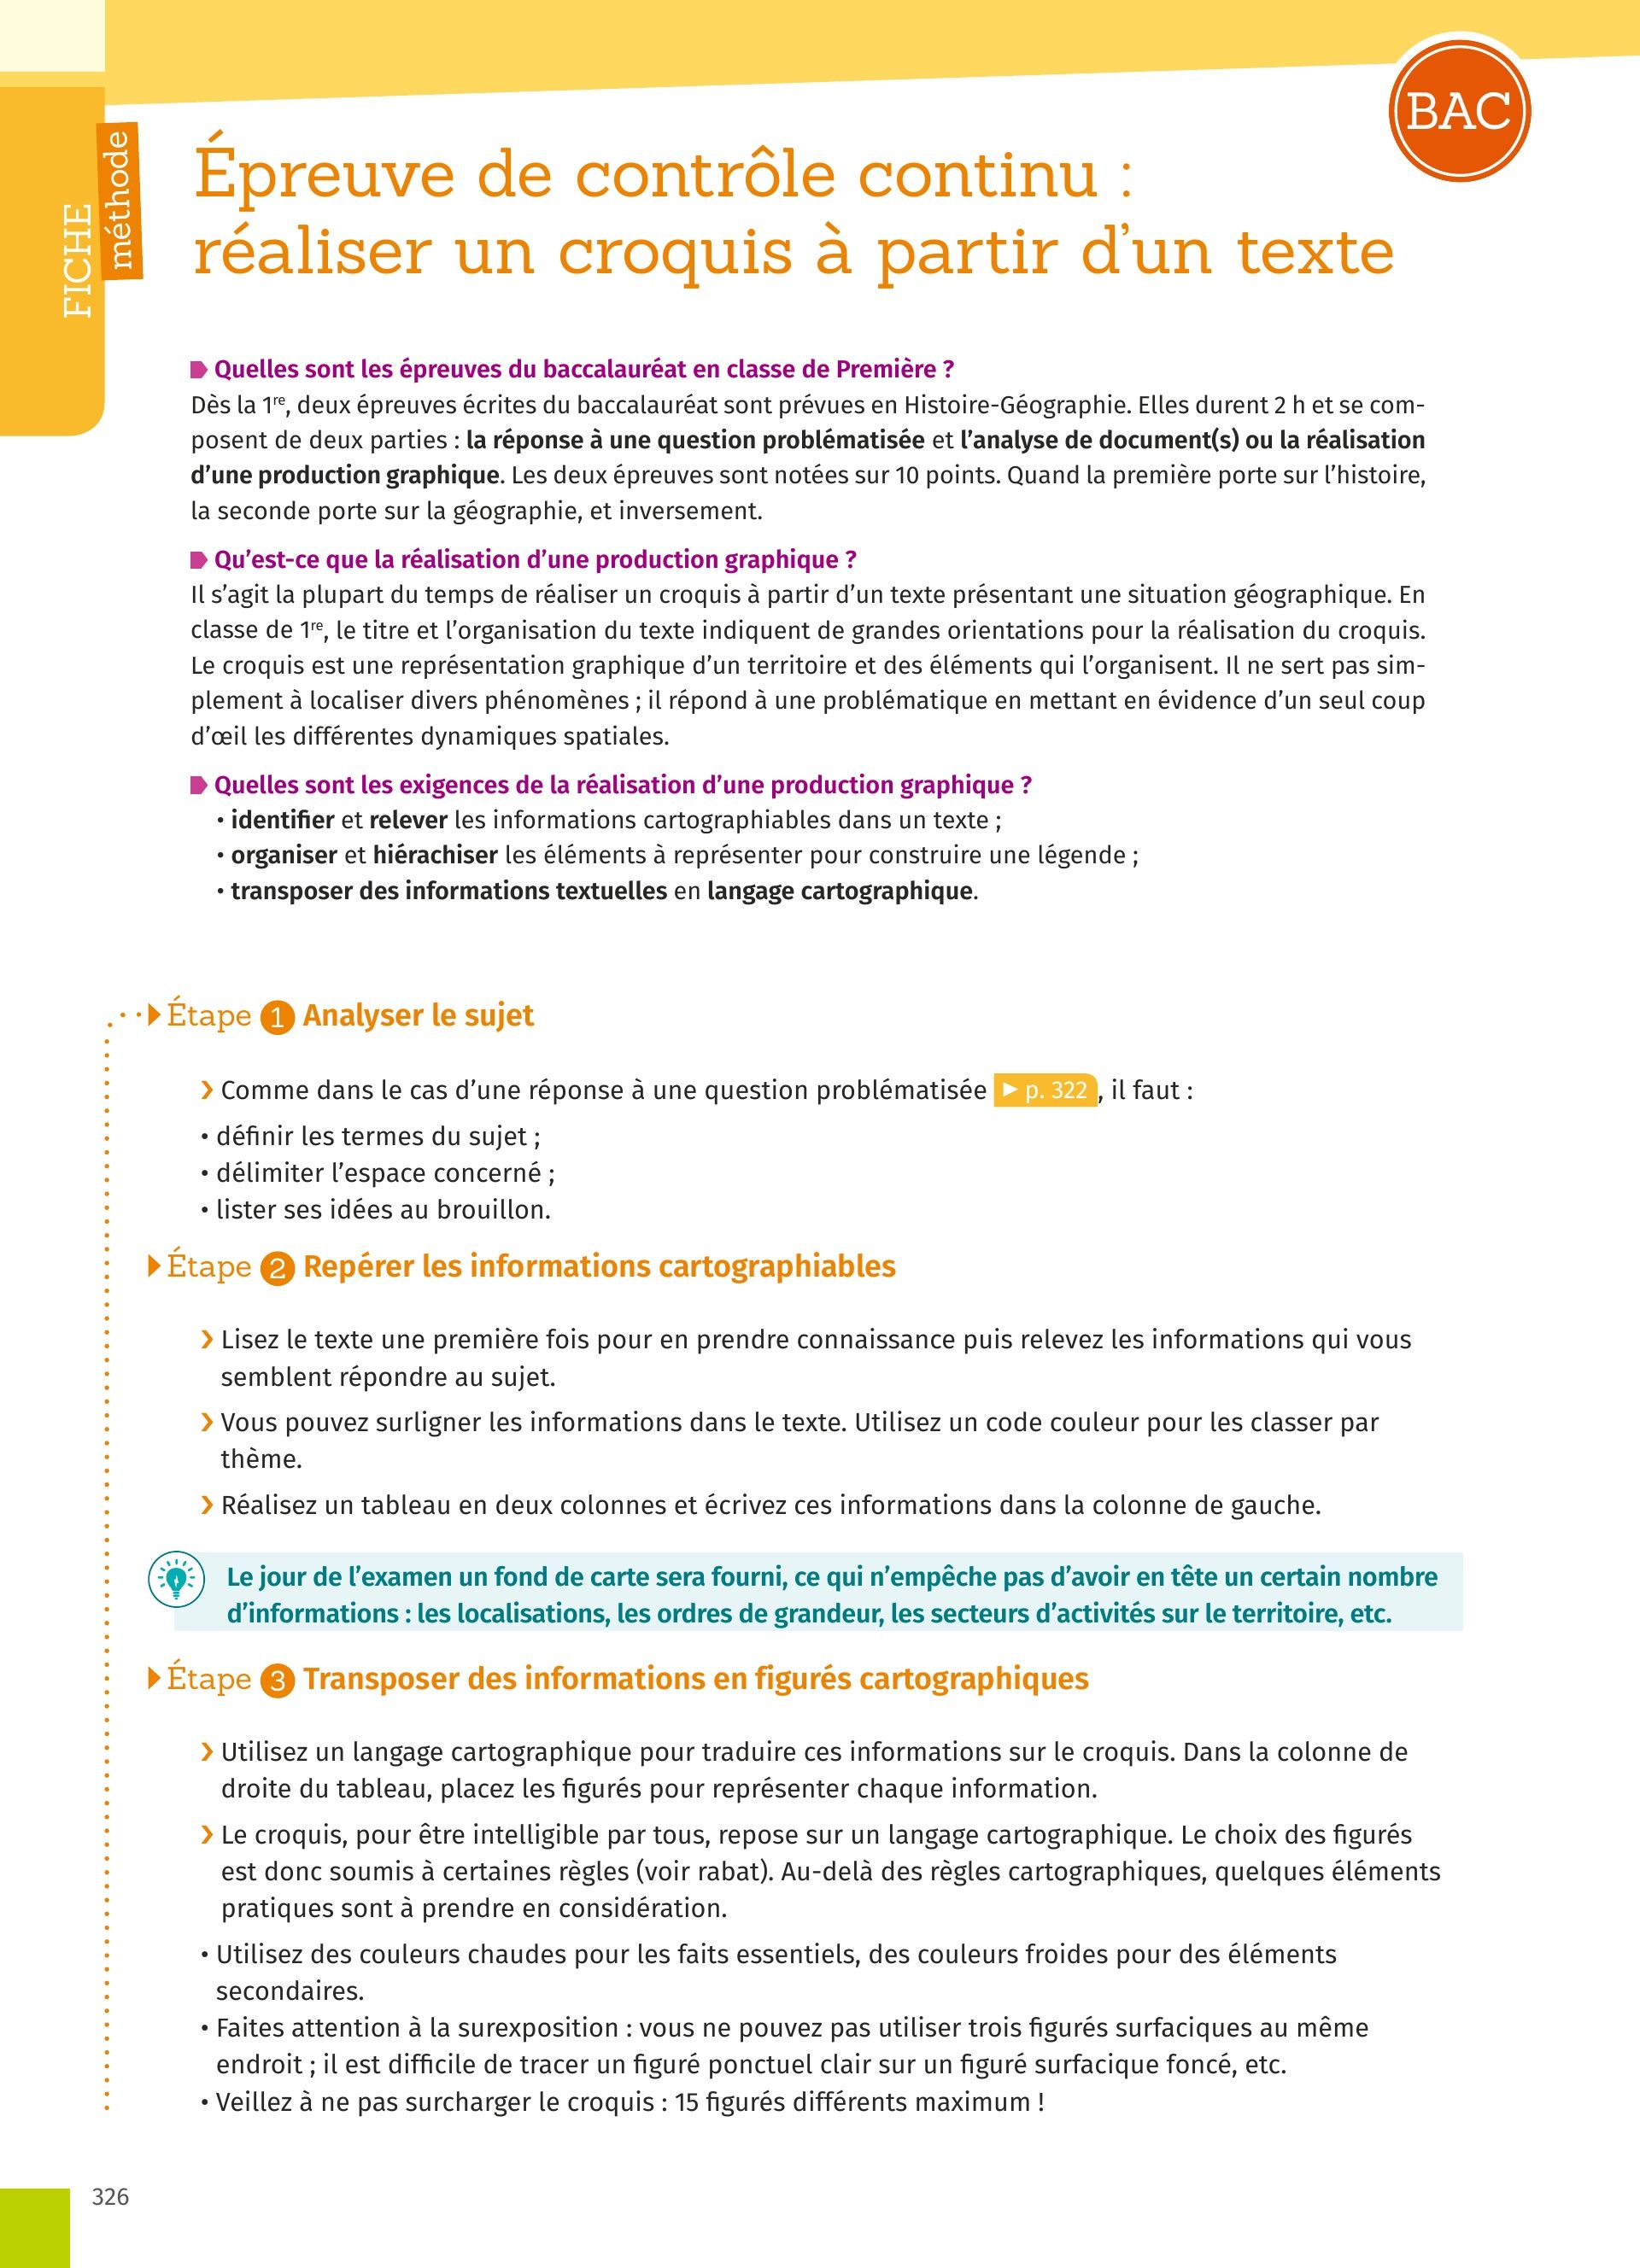 BAC
FICHE
méthode
Épreuve de contrôle continu :
réaliser un croquis à partir d’un texte
Quelles sont les épreuves du baccalauréat en classe de Première ?
Dès la 1re, deux épreuves écrites du baccalauréat sont prévues en Histoire-Géographie. Elles durent 2 h et se com-
posent de deux parties : la réponse à une question problématisée et l’analyse de document(s) ou la réalisation
d’une production graphique. Les deux épreuves sont notées sur 10 points. Quand la première porte sur l’histoire,
la seconde porte sur la géographie, et inversement.
Qu’est-ce que la réalisation d’une production graphique ?
Il s’agit la plupart du temps de réaliser un croquis à partir d’un texte présentant une situation géographique. En
classe de 1re, le titre et l’organisation du texte indiquent de grandes orientations pour la réalisation du croquis.
Le croquis est une représentation graphique d’un territoire et des éléments qui l’organisent. Il ne sert pas sim-
plement à localiser divers phénomènes ; il répond à une problématique en mettant en évidence d’un seul coup
d’œil les différentes dynamiques spatiales.
Quelles sont les exigences de la réalisation d’une production graphique ?
• identifier et relever les informations cartographiables dans un texte ;
• organiser et hiérachiser les éléments à représenter pour construire une légende ;
• transposer des informations textuelles en langage cartographique.
Étape 1 Analyser le sujet
Comme dans le cas d’une réponse à une question problématisée ► p. 322, il faut :
• définir les termes du sujet ;
• délimiter l’espace concerné ;
• lister ses idées au brouillon.
Étape 2 Repérer les informations cartographiables
Lisez le texte une première fois pour en prendre connaissance puis relevez les informations qui vous
semblent répondre au sujet.
Vous pouvez surligner les informations dans le texte. Utilisez un code couleur pour les classer par
thème.
Réalisez un tableau en deux colonnes et écrivez ces informations dans la colonne de gauche.
Le jour de l’examen un fond de carte sera fourni, ce qui n’empêche pas d’avoir en tête un certain nombre
d’informations : les localisations, les ordres de grandeur, les secteurs d’activités sur le territoire, etc.
Étape 3 Transposer des informations en figurés cartographiques
Utilisez un langage cartographique pour traduire ces informations sur le croquis. Dans la colonne de
droite du tableau, placez les figurés pour représenter chaque information.
Le croquis, pour être intelligible par tous, repose sur un langage cartographique. Le choix des figurés
est donc soumis à certaines règles (voir rabat). Au-delà des règles cartographiques, quelques éléments
pratiques sont à prendre en considération.
• Utilisez des couleurs chaudes pour les faits essentiels, des couleurs froides pour des éléments
secondaires.
• Faites attention à la surexposition : vous ne pouvez pas utiliser trois figurés surfaciques au même
endroit ; il est difficile de tracer un figuré ponctuel clair sur un figuré surfacique foncé, etc.
• Veillez à ne pas surcharger le croquis : 15 figurés différents maximum !
326